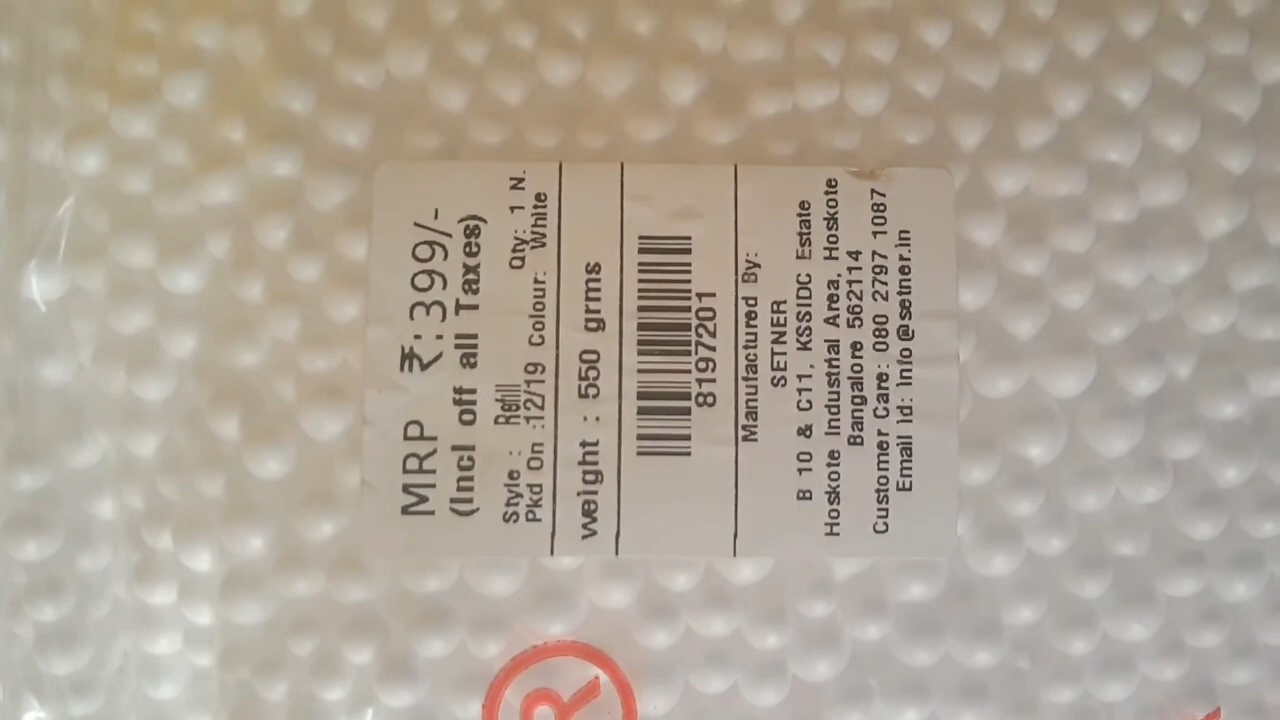 MRP ₹:399/-
(Incl off all Taxes)
Style : Refill Qty: 1 N.
Pkd On :12/19 Colour: White
weight : 550 grms
8197201
Manufactured By:
SETNER
B 10 & C11, KSSIDC Estate
Hoskote Industrial Area, Hoskote
Bangalore 562114
Customer Care: 080 2797 1087
Email id: Info@setner.in
®